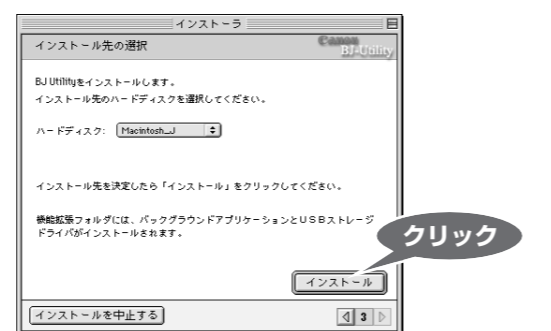 インストーラ
インストール先の選択
Canon
BJ-Utility
BJ Utilityをインストールします。
インストール先のハードディスクを選択してください。
ハードディスク: Macintosh_J
インストール先を決定したら「インストール」をクリックしてください。
機能拡張フォルダには、バックグラウンドアプリケーションとUSBストレージ
ドライバがインストールされます。
クリック
インストール
インストールを中止する
3